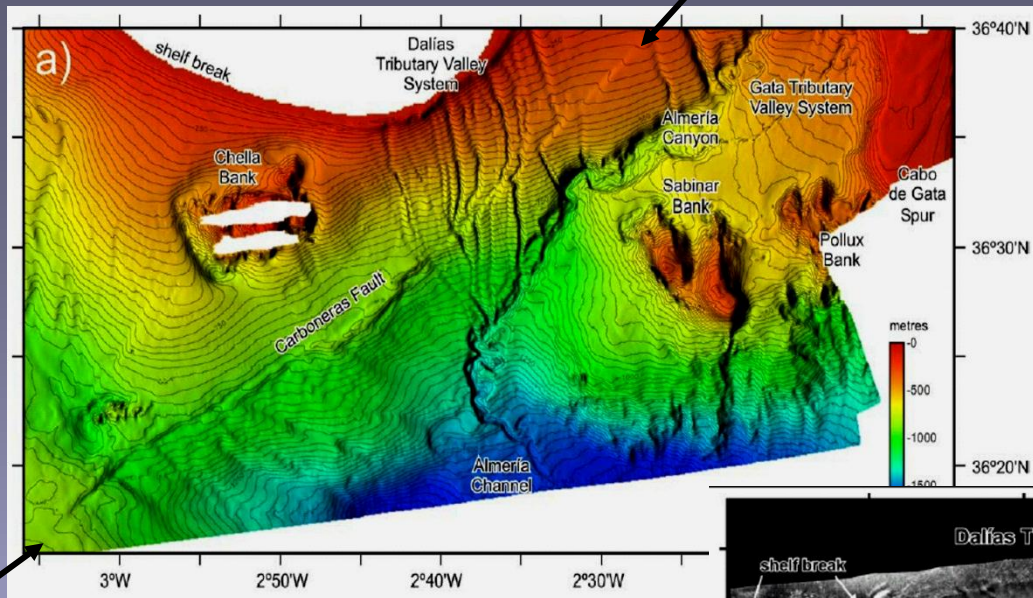 a)
shelf break
Dalías
Tributary Valley
System
Gata Tributary
Valley System
Almería
Canyon
Chella
Bank
Sabinar
Bank
Cabo
de Gata
Spur
Pollux
Bank
Carboneras Fault
Almería
Channel
metres
-0
-500
-1000
-1500
36°40'N
36°30'N
36°20'N
3°W
2°50'W
2°40'W
2°30'W
Dalías T
shelf break